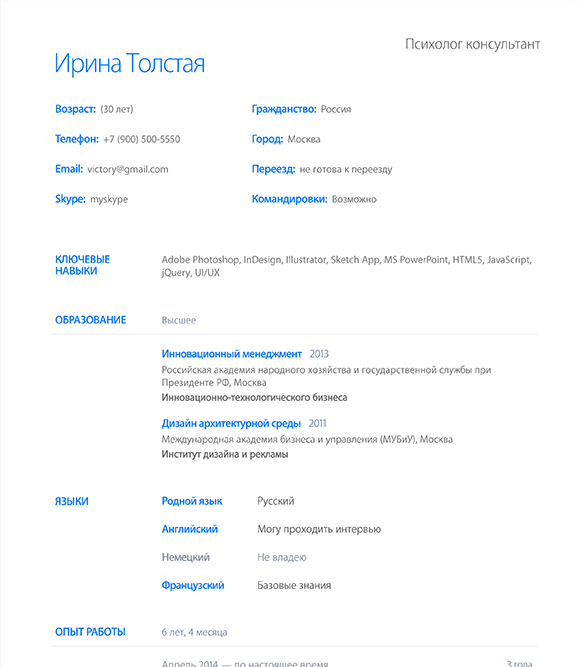 Психолог консультант
Ирина Толстая
Возраст: (30 лет) Гражданство: Россия
Телефон: +7 (900) 500-5550 Город: Москва
Email: victory@gmail.com Переезд: не готова к переезду
Skype: myskype Командировки: Возможно
КЛЮЧЕВЫЕ НАВЫКИ
Adobe Photoshop, InDesign, Illustrator, Sketch App, MS PowerPoint, HTML5, JavaScript,
jQuery, UI/UX
ОБРАЗОВАНИЕ Высшее
Инновационный менеджмент 2013
Российская академия народного хозяйства и государственной службы при
Президенте РФ, Москва
Инновационно-технологического бизнеса
Дизайн архитектурной среды 2011
Международная академия бизнеса и управления (МУБиУ), Москва
Институт дизайна и рекламы
ЯЗЫКИ Родной язык Русский
Английский Могу проходить интервью
Немецкий Не владею
Французский Базовые знания
ОПЫТ РАБОТЫ 6 лет, 4 месяца
Апрель 2014 — по настоящее время 3 года